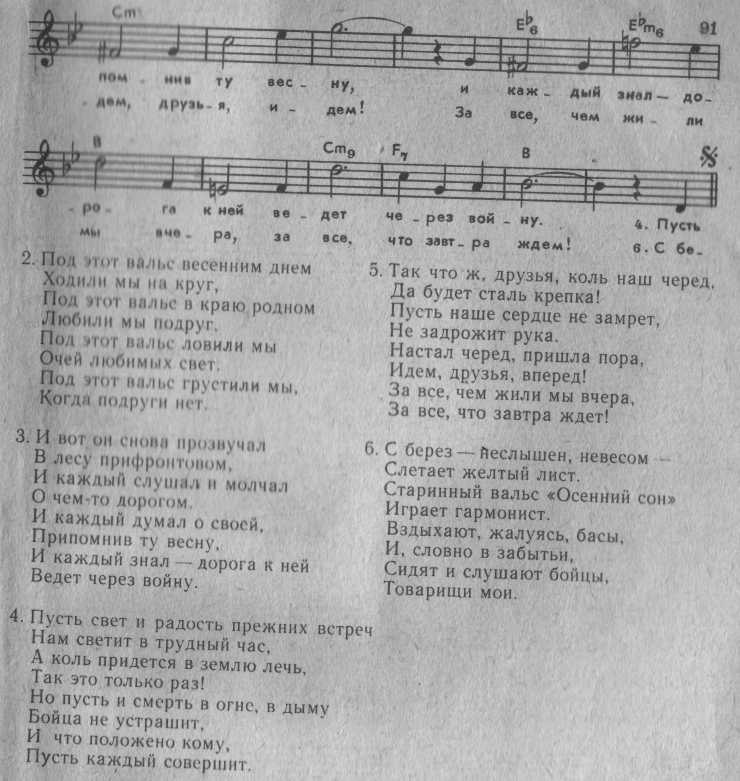 Cm E♭6 E♭m6 91
пом - нив ту вес - ну, и каж - дый знал — до-
дем, друзь-я, и - дем! За все, чем жи - ли
B Cm9 F7 B
- ро - га к ней ве - дет че - рез вой - ну. 4. Пусть
мы вче - ра, за все, что завт - ра ждем! 6. С бе-
2. Под этот вальс весенним днем
Ходили мы на круг,
Под этот вальс в краю родном
Любили мы подруг.
Под этот вальс ловили мы
Очей любимых свет.
Под этот вальс грустили мы,
Когда подруги нет.
3. И вот он снова прозвучал
В лесу прифронтовом,
И каждый слушал и молчал
О чем-то дорогом.
И каждый думал о своей,
Припомнив ту весну,
И каждый знал — дорога к ней
Ведет через войну.
4. Пусть свет и радость прежних встреч
Нам светит в трудный час,
А коль придется в землю лечь,
Так это только раз!
Но пусть и смерть в огне, в дыму
Бойца не устрашит,
И что положено кому,
Пусть каждый совершит.
5. Так что ж, друзья, коль наш черед,
Да будет сталь крепка!
Пусть наше сердце не замрет,
Не задрожит рука.
Настал черед, пришла пора,
Идем, друзья, вперед!
За все, чем жили мы вчера,
За все, что завтра ждет!
6. С берез — неслышен, невесом —
Слетает желтый лист.
Старинный вальс «Осенний сон»
Играет гармонист.
Вздыхают, жалуясь, басы,
И, словно в забытьи,
Сидят и слушают бойцы,
Товарищи мои.